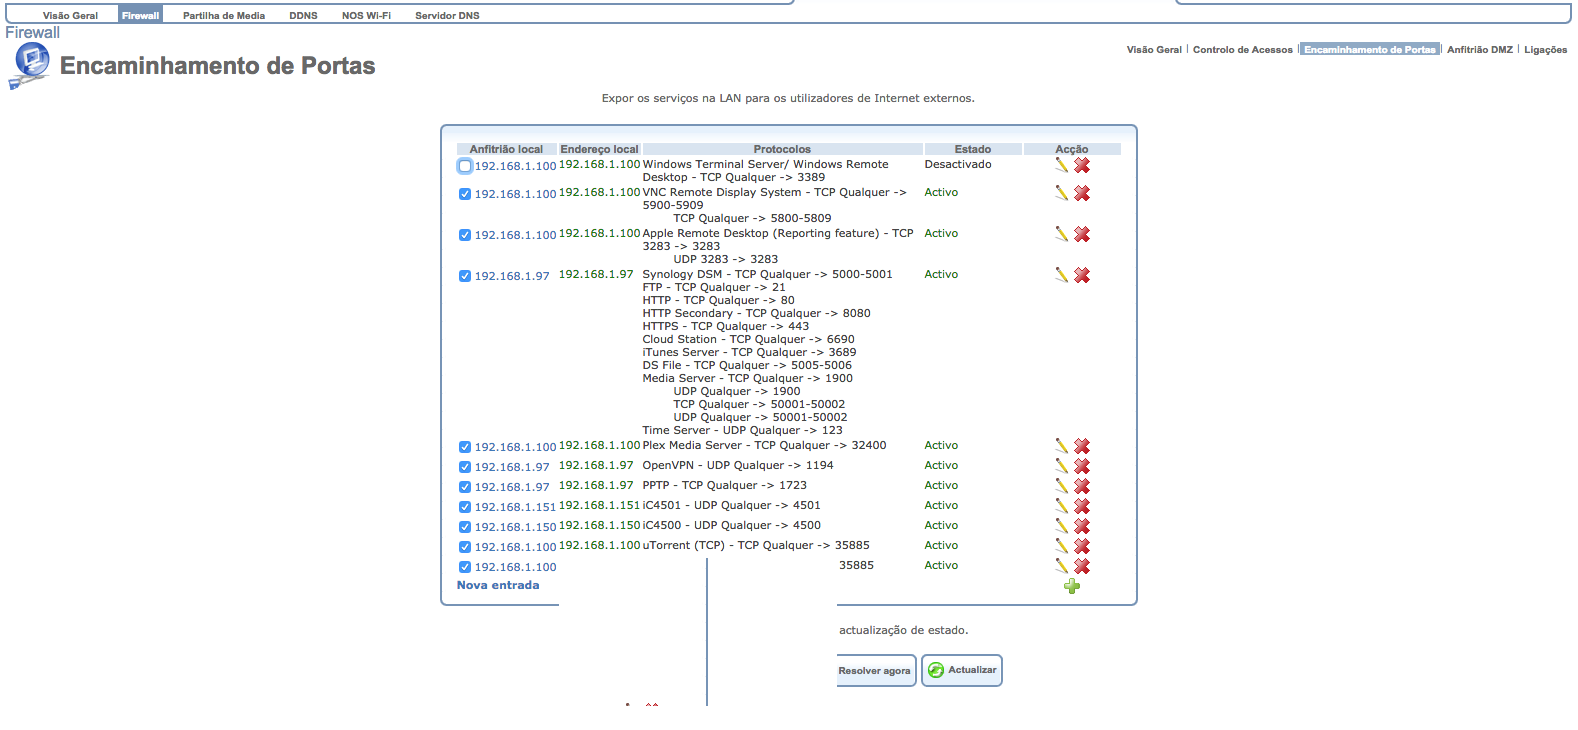 Visão Geral Firewall Partilha de Media DDNS NOS Wi-Fi Servidor DNS
Firewall
Encaminhamento de Portas
Visão Geral | Controlo de Acessos | Encaminhamento de Portas | Anfitrião DMZ | Ligações
Expor os serviços na LAN para os utilizadores de Internet externos.
Anfitrião local Endereço local Protocolos Estado Acção
192.168.1.100 192.168.1.100 Windows Terminal Server/ Windows Remote Desactivado
Desktop - TCP Qualquer -> 3389
192.168.1.100 192.168.1.100 VNC Remote Display System - TCP Qualquer -> Activo
5900-5909
TCP Qualquer -> 5800-5809
192.168.1.100 192.168.1.100 Apple Remote Desktop (Reporting feature) - TCP Activo
3283 -> 3283
UDP 3283 -> 3283
192.168.1.97 192.168.1.97 Synology DSM - TCP Qualquer -> 5000-5001 Activo
FTP - TCP Qualquer -> 21
HTTP - TCP Qualquer -> 80
HTTP Secondary - TCP Qualquer -> 8080
HTTPS - TCP Qualquer -> 443
Cloud Station - TCP Qualquer -> 6690
iTunes Server - TCP Qualquer -> 3689
DS File - TCP Qualquer -> 5005-5006
Media Server - TCP Qualquer -> 1900
UDP Qualquer -> 1900
TCP Qualquer -> 50001-50002
UDP Qualquer -> 50001-50002
Time Server - UDP Qualquer -> 123
192.168.1.100 192.168.1.100 Plex Media Server - TCP Qualquer -> 32400 Activo
192.168.1.97 192.168.1.97 OpenVPN - UDP Qualquer -> 1194 Activo
192.168.1.97 192.168.1.97 PPTP - TCP Qualquer -> 1723 Activo
192.168.1.151 192.168.1.151 iC4501 - UDP Qualquer -> 4501 Activo
192.168.1.150 192.168.1.150 iC4500 - UDP Qualquer -> 4500 Activo
192.168.1.100 192.168.1.100 uTorrent (TCP) - TCP Qualquer -> 35885 Activo
192.168.1.100 35885 Activo
Nova entrada
actualização de estado.
Resolver agora Actualizar